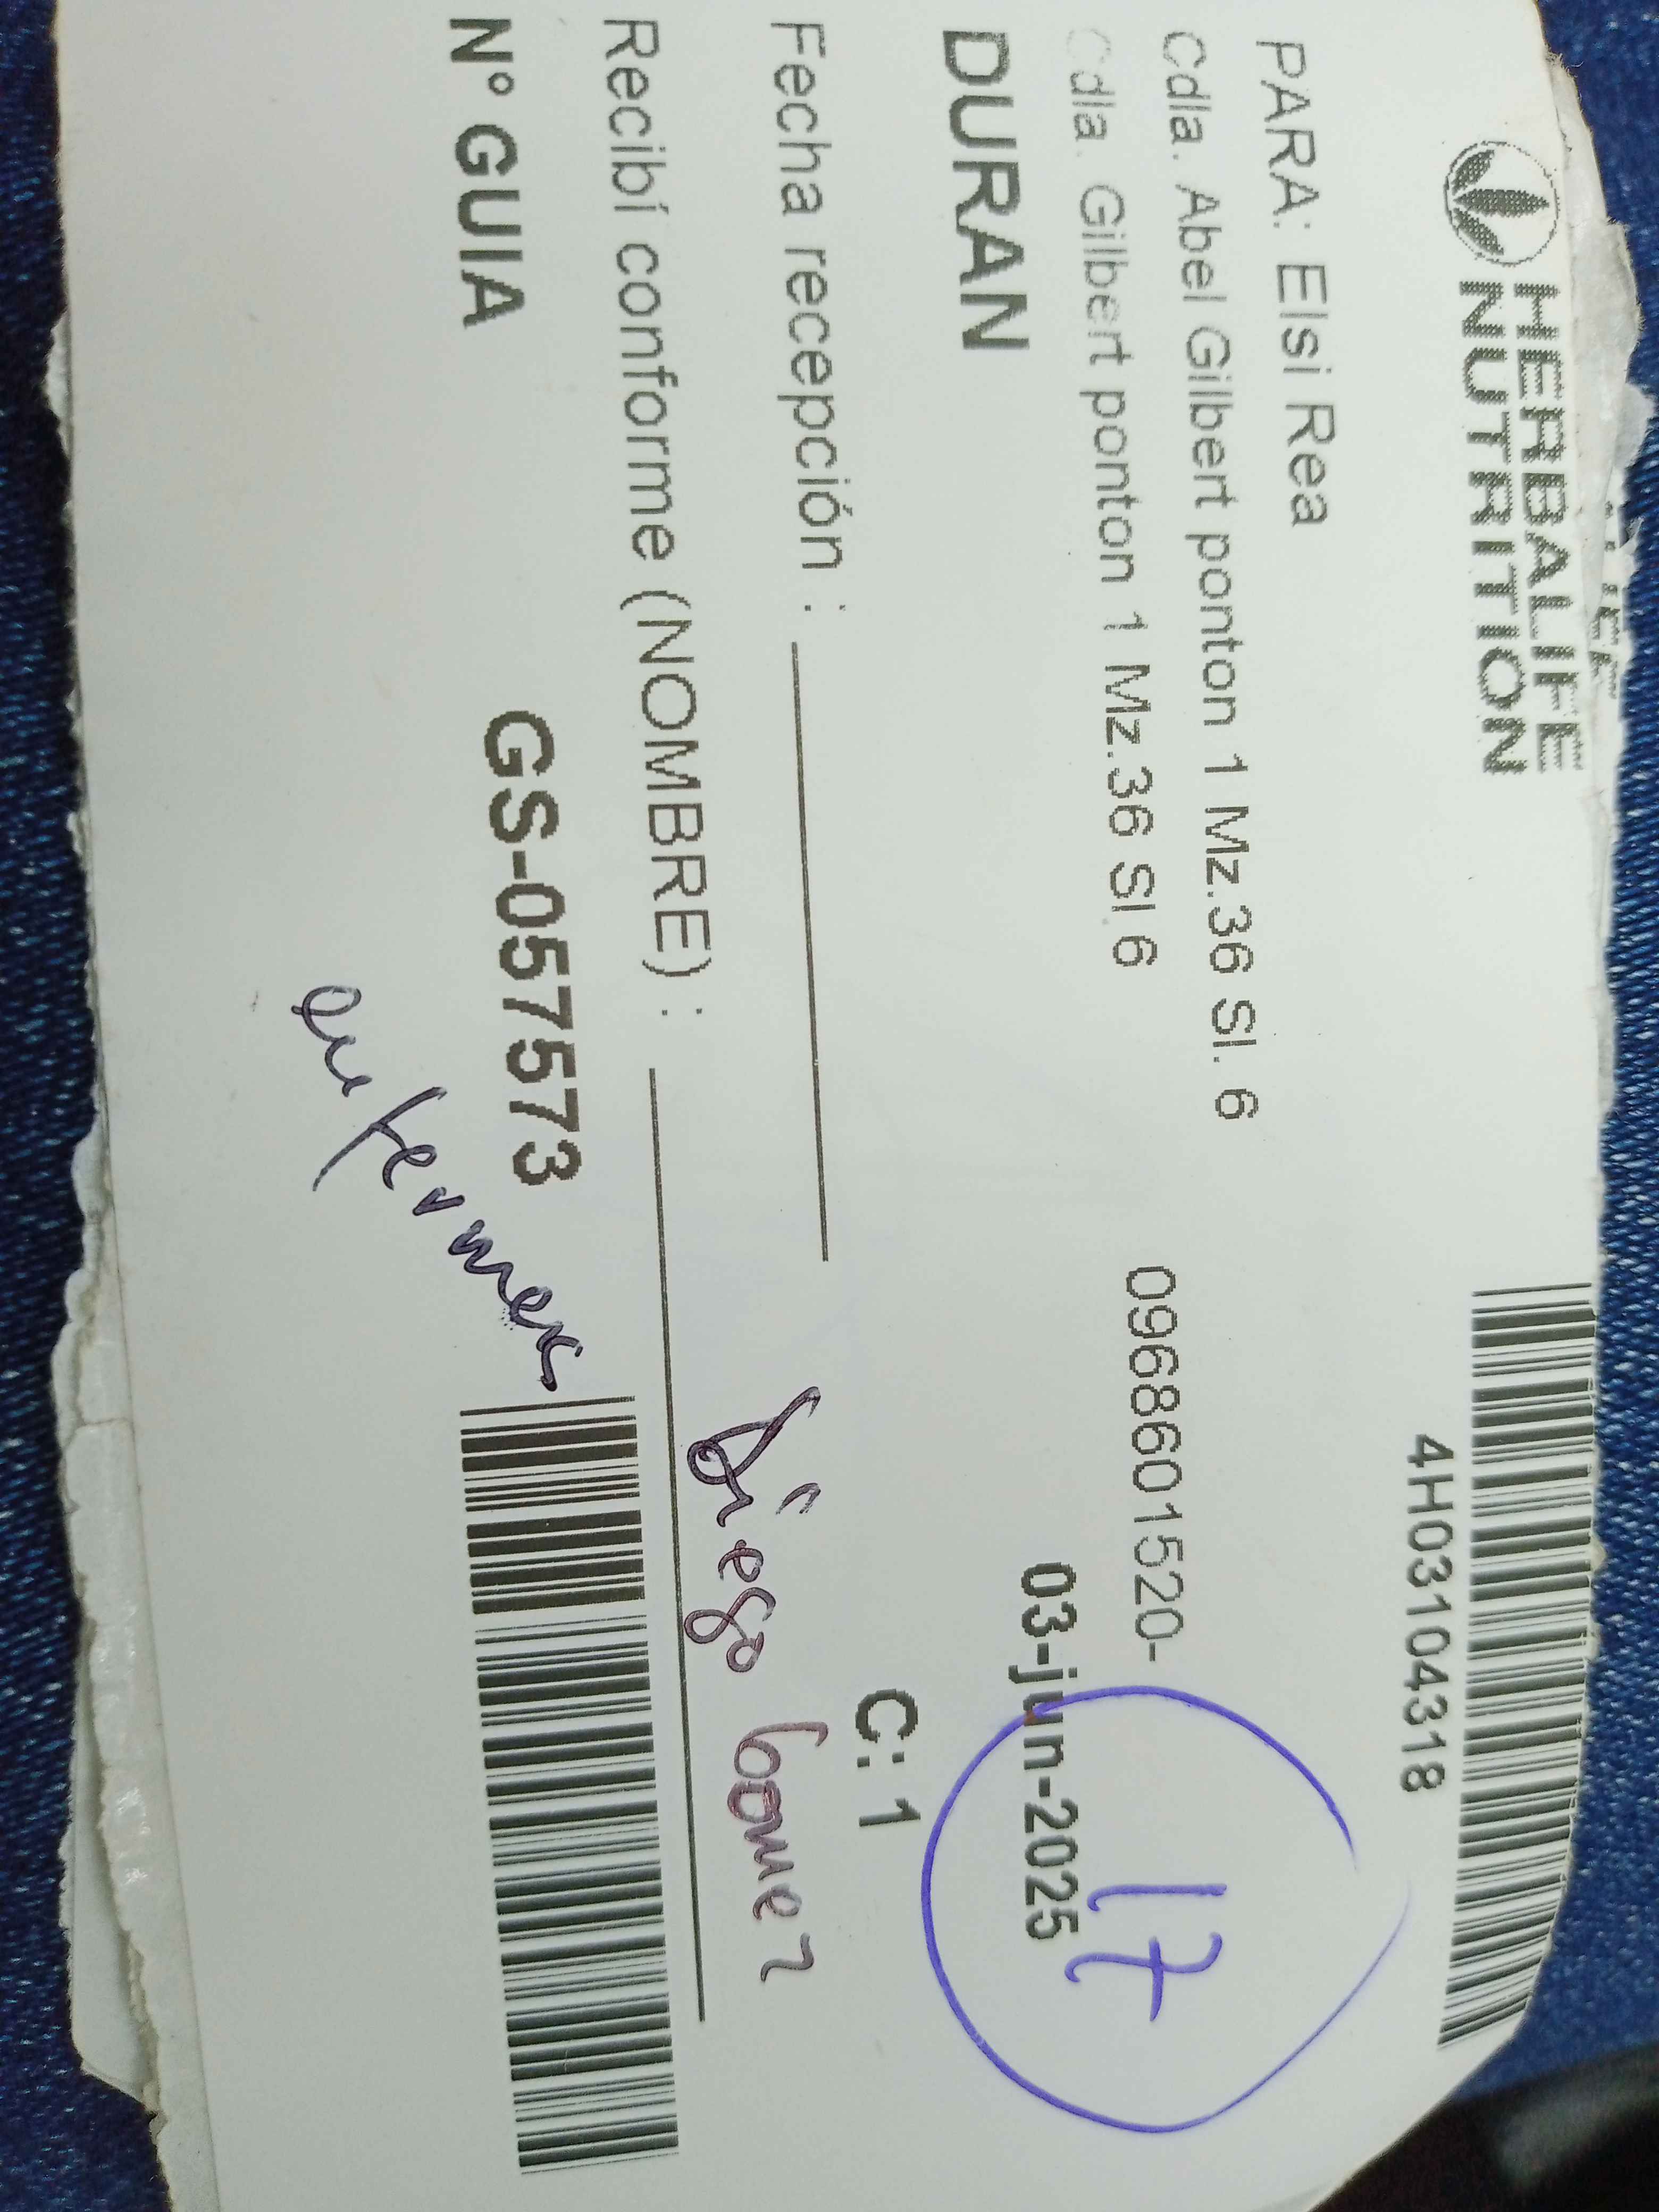 HERBALIFE
NUTRITION
4H03104318
PARA: Elsi Rea
Cdla. Abel Gilbert ponton 1 Mz.36 Sl. 6
Cdla. Gilbert ponton 1 Mz.36 Sl.6
0968601520-
17
DURAN
03-jun-2025
C: 1
Fecha recepción :
Recibí conforme (NOMBRE) :
Diego Gomez
Nº GUIA
GS-057573